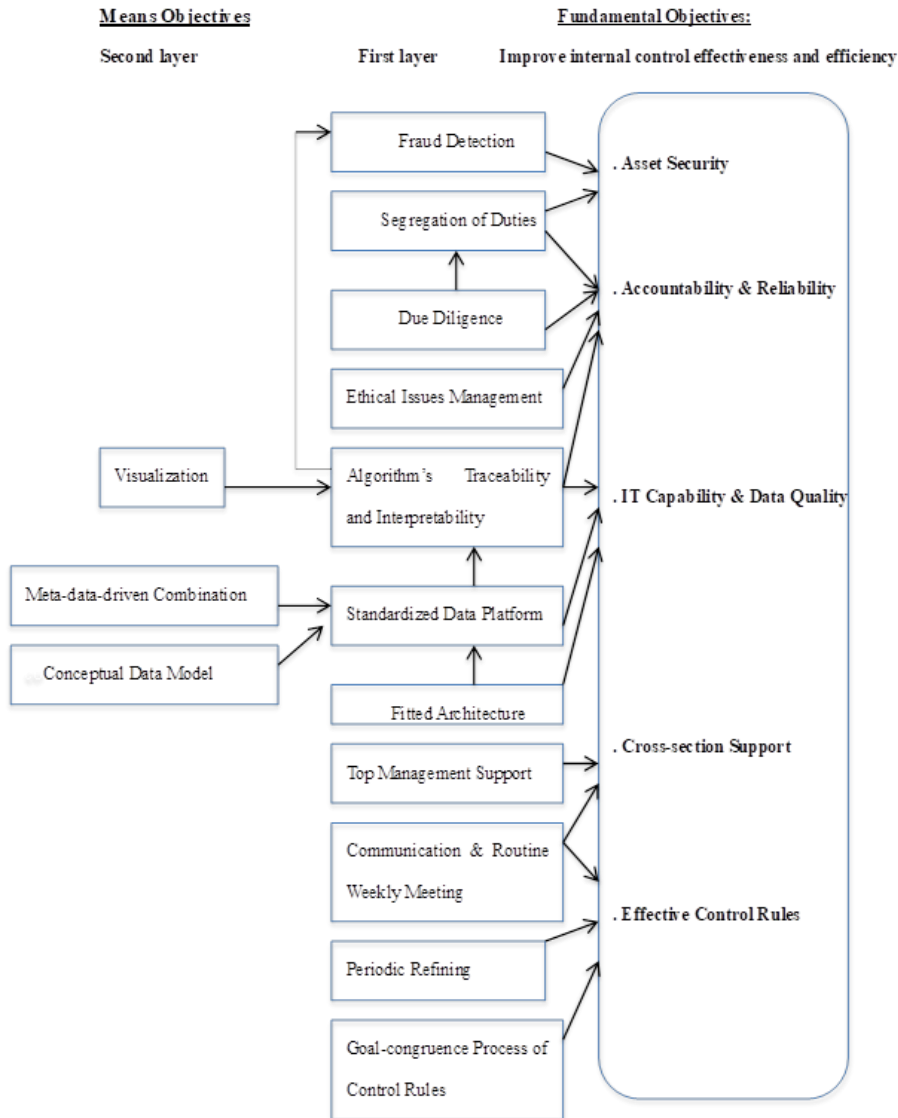 Means Objectives
Fundamental Objectives:
Second layer
First layer
Improve internal control effectiveness and efficiency
Fraud Detection
. Asset Security
Segregation of Duties
. Accountability & Reliability
Due Diligence
Ethical Issues Management
Visualization
Algorithm’s Traceability
and Interpretability
. IT Capability & Data Quality
Meta-data-driven Combination
Standardized Data Platform
Conceptual Data Model
Fitted Architecture
. Cross-section Support
Top Management Support
Communication & Routine
Weekly Meeting
. Effective Control Rules
Periodic Refining
Goal-congruence Process of
Control Rules